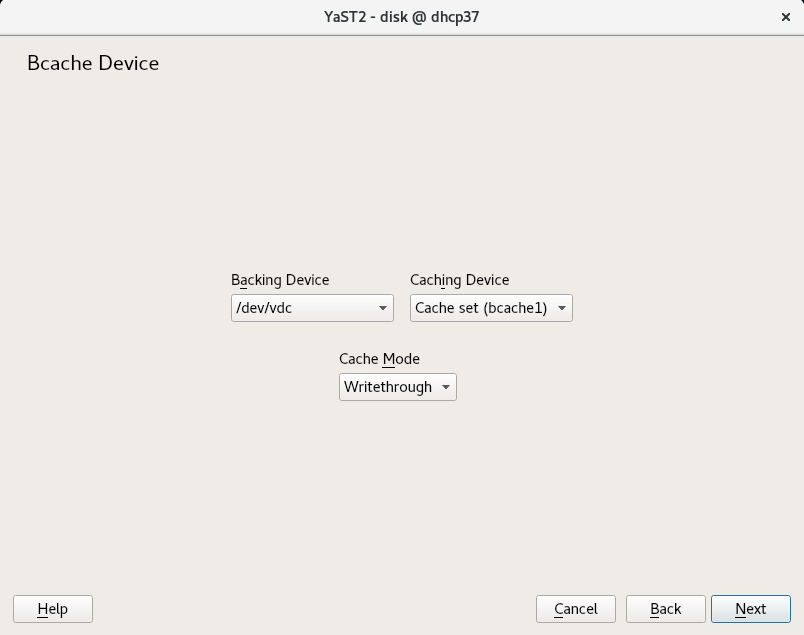 YaST2 - disk @ dhcp37
Bcache Device
Backing Device
Caching Device
/dev/vdc
Cache set (bcache1)
Cache Mode
Writethrough
Help
Cancel
Back
Next